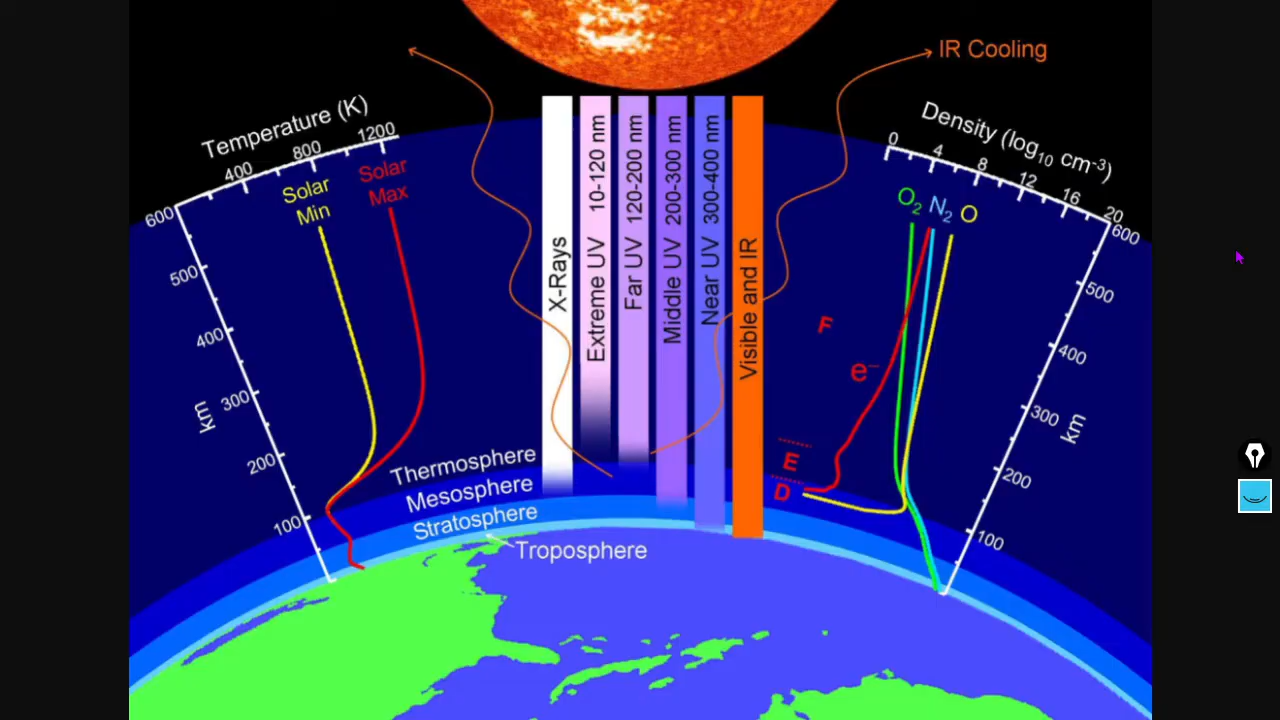 IR Cooling
Temperature (K)
400
800
1200
Solar
Min
Solar
Max
600
500
400
300
200
100
km
X-Rays
Extreme UV 10-120 nm
Far UV 120-200 nm
Middle UV 200-300 nm
Near UV 300-400 nm
Visible and IR
Density (log₁₀ cm⁻³)
0
4
8
12
16
20
O₂ N₂ O
F
e⁻
E
D
600
500
400
300
200
100
km
Thermosphere
Mesosphere
Stratosphere
Troposphere